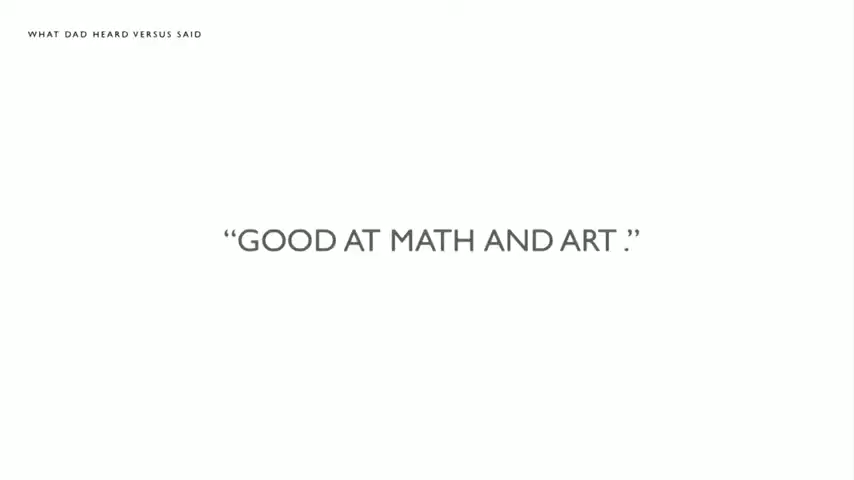 WHAT DAD HEARD VERSUS SAID
“GOOD AT MATH AND ART .”